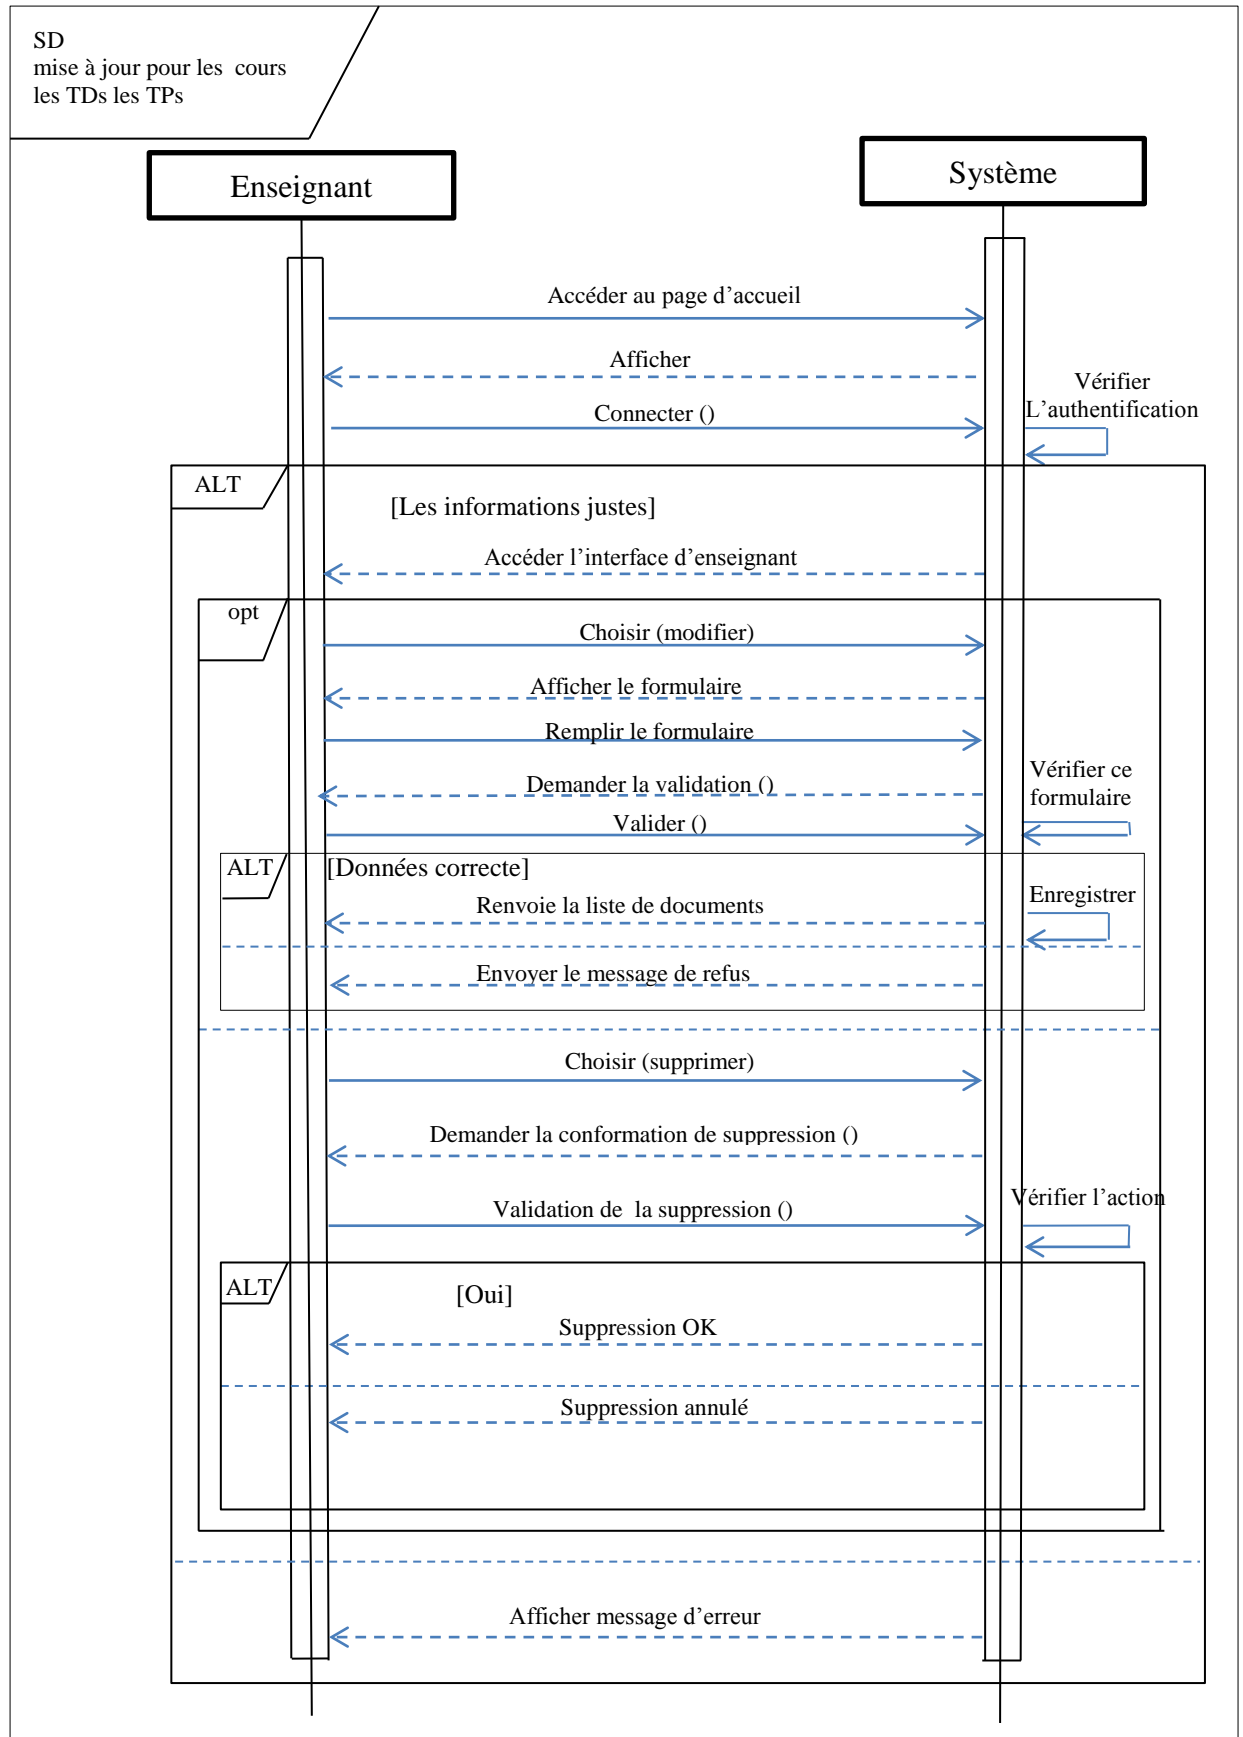 SD
mise à jour pour les cours
les TDs les TPs
Enseignant
Système
Accéder au page d’accueil
Afficher
Vérifier
L’authentification
Connecter ()
ALT
[Les informations justes]
Accéder l’interface d’enseignant
opt
Choisir (modifier)
Afficher le formulaire
Remplir le formulaire
Vérifier ce
formulaire
Demander la validation ()
Valider ()
ALT
[Données correcte]
Enregistrer
Renvoie la liste de documents
Envoyer le message de refus
Choisir (supprimer)
Demander la conformation de suppression ()
Vérifier l’action
Validation de la suppression ()
ALT
[Oui]
Suppression OK
Suppression annulé
Afficher message d’erreur